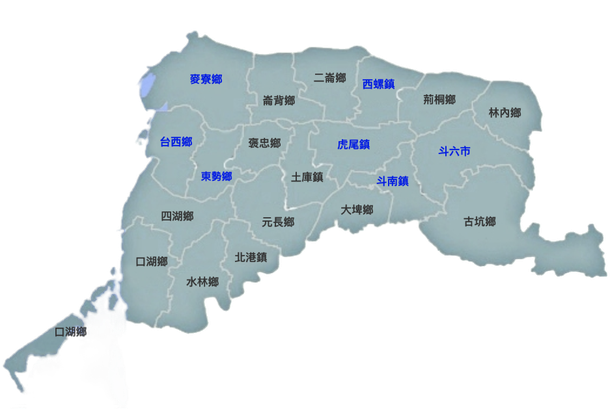 麥寮鄉
二崙鄉
西螺鎮
崙背鄉
莿桐鄉
林內鄉
台西鄉
褒忠鄉
虎尾鎮
斗六市
東勢鄉
土庫鎮
斗南鎮
四湖鄉
元長鄉
大埤鄉
古坑鄉
口湖鄉
北港鎮
水林鄉
口湖鄉